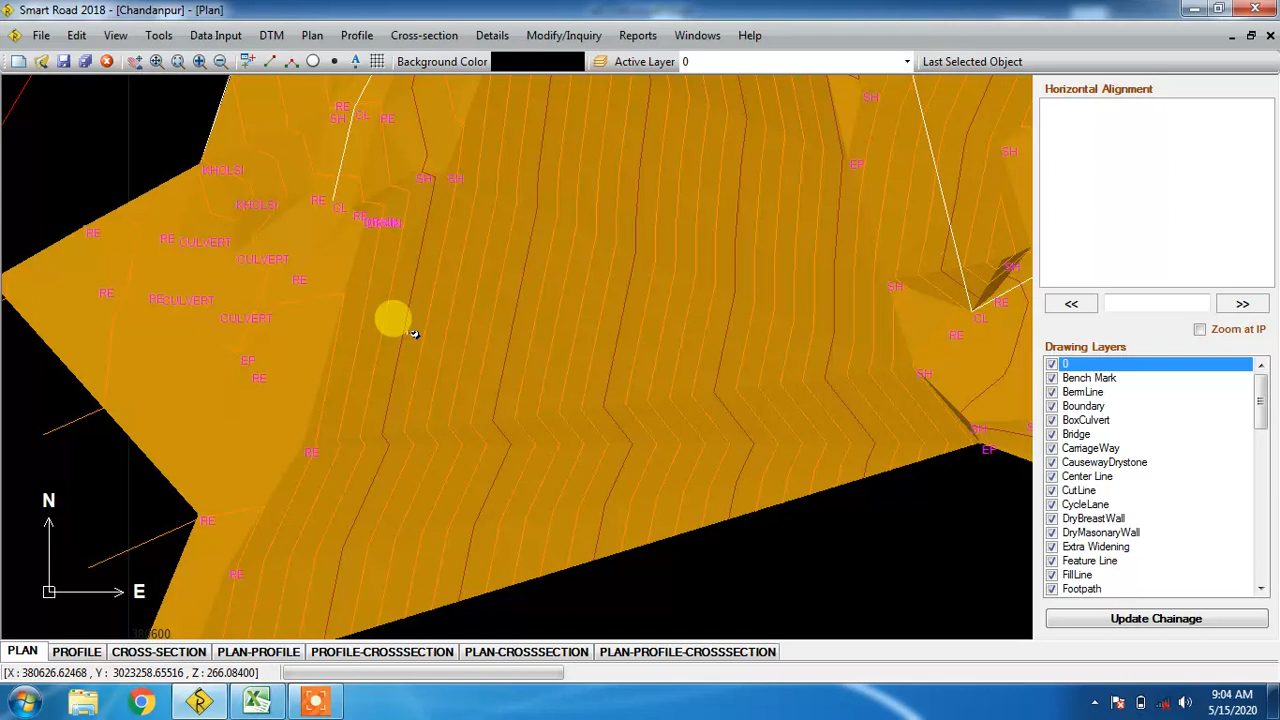 Smart Road 2018 - [Chandanpur] - [Plan]
File Edit View Tools Data Input DTM Plan Profile Cross-section Details Modify/Inquiry Reports Windows Help
Background Color Active Layer 0 Last Selected Object
Horizontal Alignment
<< >>
Zoom at IP
Drawing Layers
0
Bench Mark
BermLine
Boundary
BoxCulvert
Bridge
CarriageWay
CausewayDrystone
Center Line
CutLine
CycleLane
DryBreastWall
DryMasonaryWall
Extra Widening
Feature Line
FillLine
Footpath
Update Chainage
SH
RE
SH CL RE
SH
EP
KHOLSI
SH SH
RE CL
KHOLSI
RE
DRAIN
RE
RE CULVERT
CULVERT
RE
SH
SH
RE
RE CULVERT
RE
CL
CULVERT
RE
EP
RE
SH
SH
EP
RE
RE
RE
N
E
380600
PLAN PROFILE CROSS-SECTION PLAN-PROFILE PROFILE-CROSSSECTION PLAN-CROSSSECTION PLAN-PROFILE-CROSSSECTION
[X : 380626.62468 , Y : 3023258.65516 , Z : 266.08400]
9:04 AM
5/15/2020